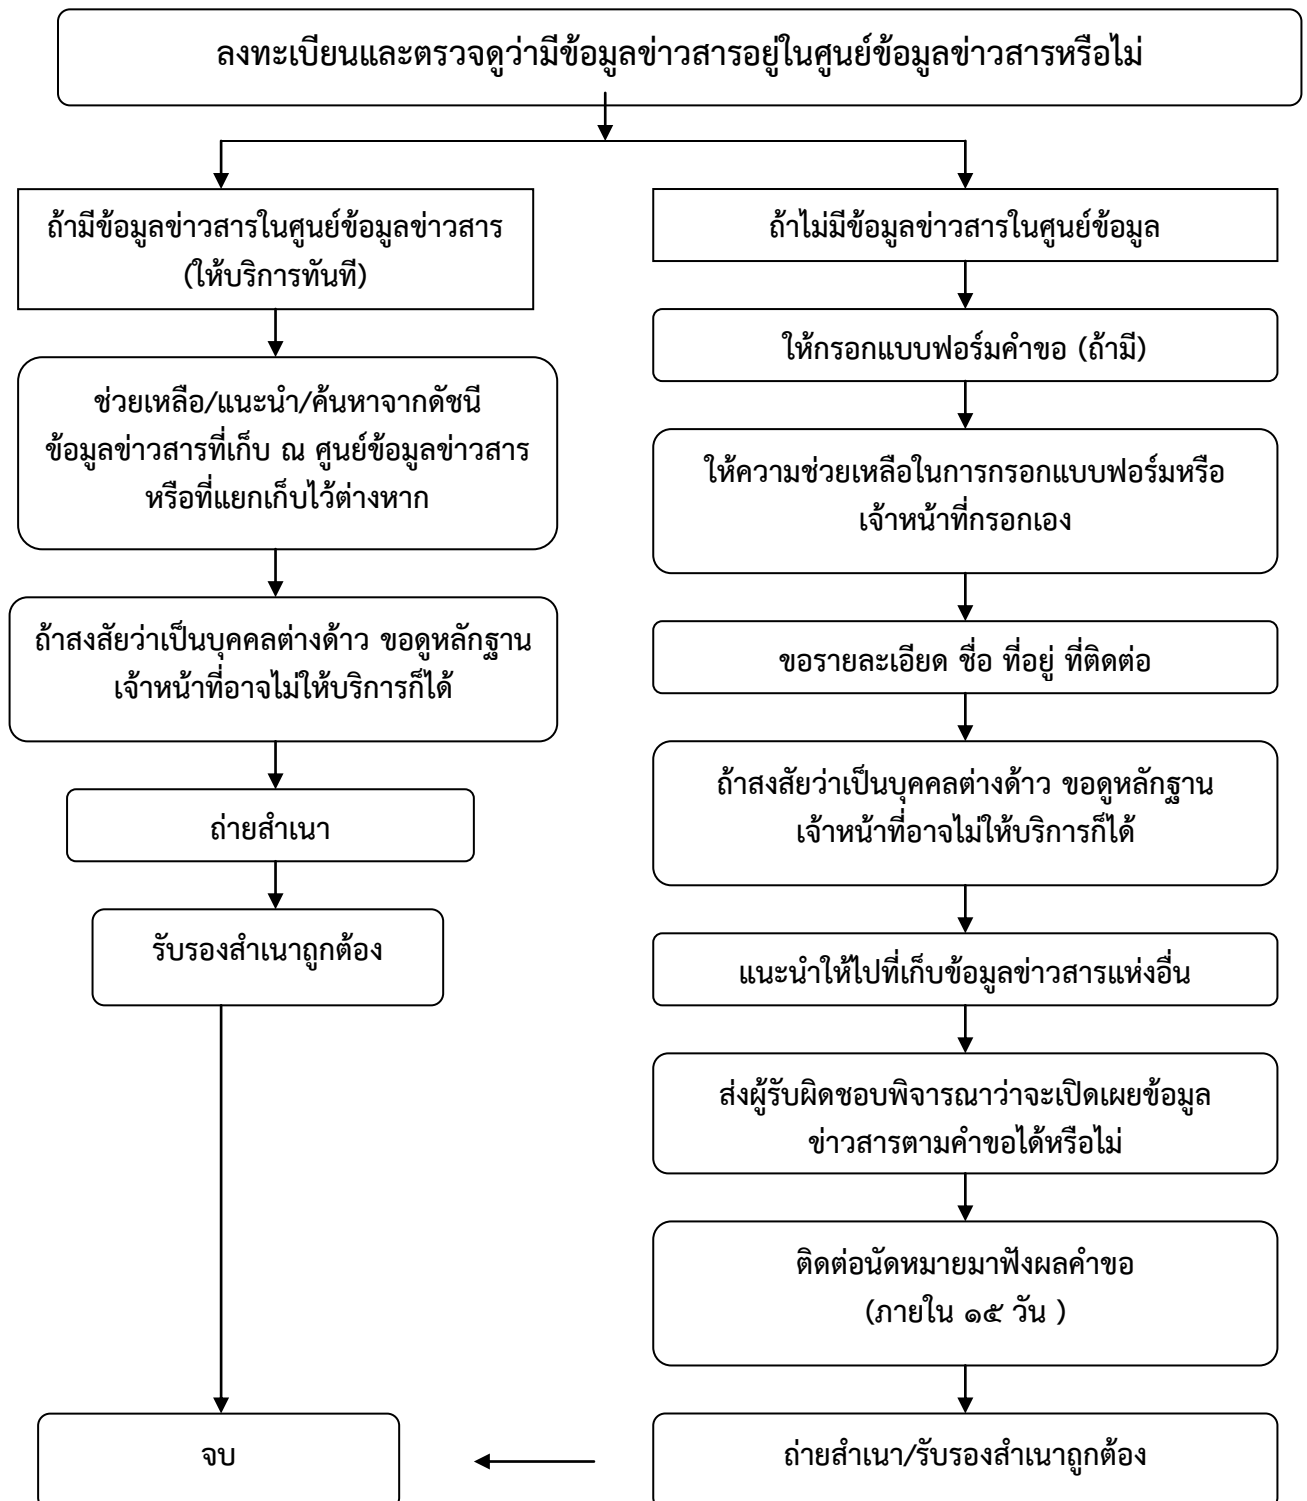 ลงทะเบียนและตรวจดูว่ามีข้อมูลข่าวสารอยู่ในศูนย์ข้อมูลข่าวสารหรือไม่
ถ้ามีข้อมูลข่าวสารในศูนย์ข้อมูลข่าวสาร
(ให้บริการทันที)
ช่วยเหลือ/แนะนำ/ค้นหาจากดัชนี
ข้อมูลข่าวสารที่เก็บ ณ ศูนย์ข้อมูลข่าวสาร
หรือที่แยกเก็บไว้ต่างหาก
ถ้าสงสัยว่าเป็นบุคคลต่างด้าว ขอดูหลักฐาน
เจ้าหน้าที่อาจไม่ให้บริการก็ได้
ถ่ายสำเนา
รับรองสำเนาถูกต้อง
ถ้าไม่มีข้อมูลข่าวสารในศูนย์ข้อมูล
ให้กรอกแบบฟอร์มคำขอ (ถ้ามี)
ให้ความช่วยเหลือในการกรอกแบบฟอร์มหรือ
เจ้าหน้าที่กรอกเอง
ขอรายละเอียด ชื่อ ที่อยู่ ที่ติดต่อ
ถ้าสงสัยว่าเป็นบุคคลต่างด้าว ขอดูหลักฐาน
เจ้าหน้าที่อาจไม่ให้บริการก็ได้
แนะนำให้ไปที่เก็บข้อมูลข่าวสารแห่งอื่น
ส่งผู้รับผิดชอบพิจารณาว่าจะเปิดเผยข้อมูล
ข่าวสารตามคำขอได้หรือไม่
ติดต่อนัดหมายมาฟังผลคำขอ
(ภายใน ๑๕ วัน )
ถ่ายสำเนา/รับรองสำเนาถูกต้อง
จบ